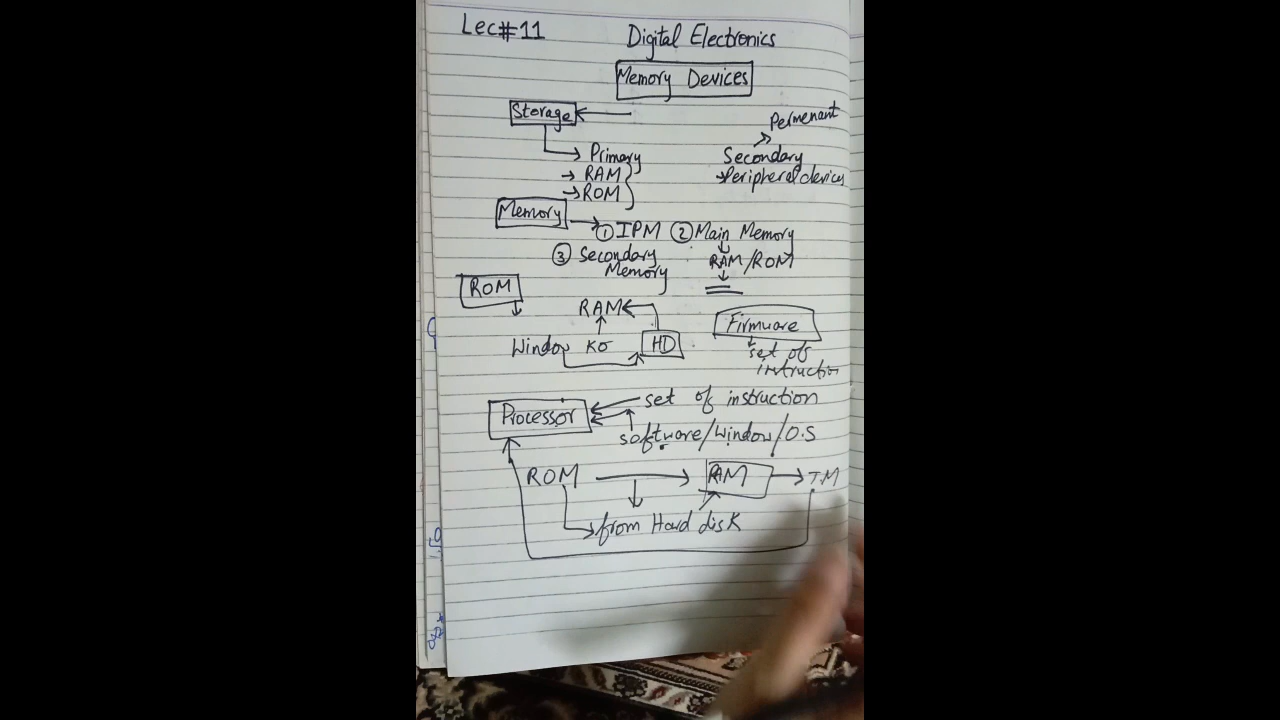 Lec#11
Digital Electronics
Memory Devices
Storage
Permenant
Primary
Secondary
RAM
Peripheral devices
ROM
Memory
① IPM ② Main Memory
③ Secondary
Memory
RAM/ROM
ROM
RAM
Firmware
Window KO HD
set of
instruction
Processor
set of instruction
software/window/O.S
ROM RAM I.M
from Hard disk